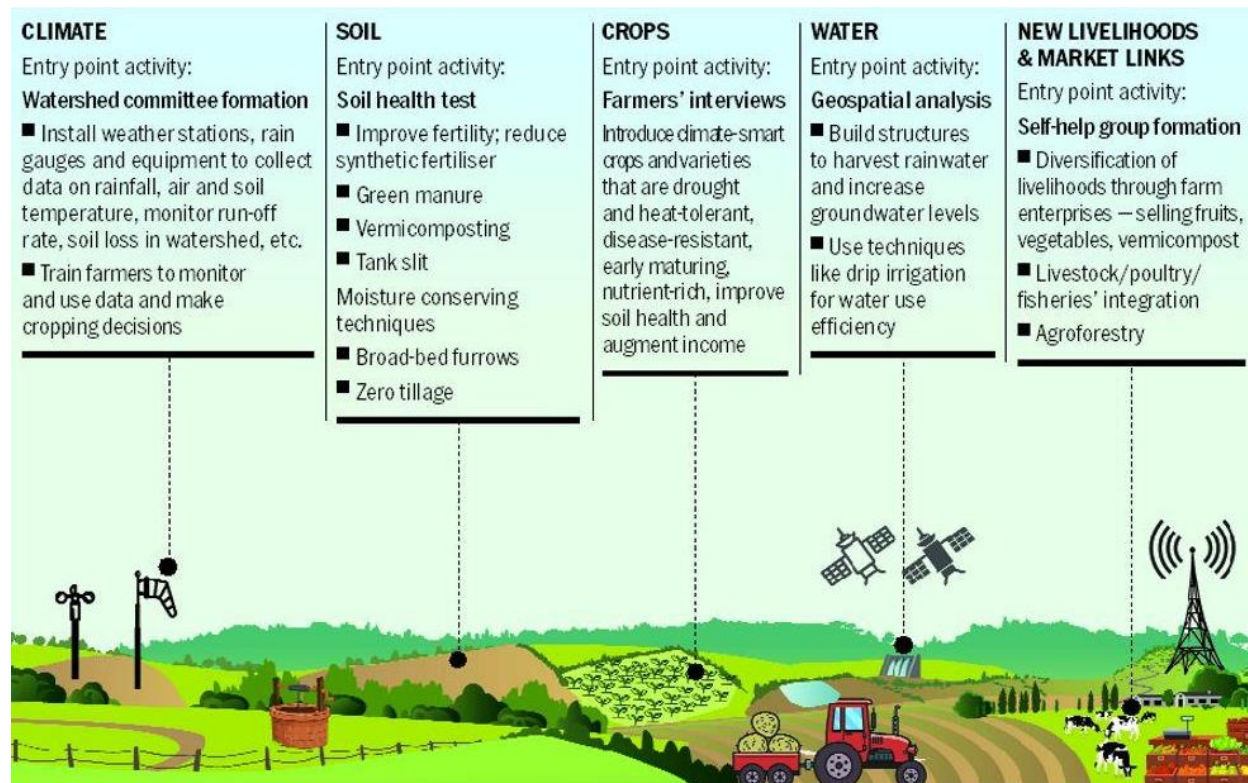 CLIMATE
Entry point activity:
Watershed committee formation
■ Install weather stations, rain
gauges and equipment to collect
data on rainfall, air and soil
temperature, monitor run-off
rate, soil loss in watershed, etc.
■ Train farmers to monitor
and use data and make
cropping decisions
SOIL
Entry point activity:
Soil health test
■ Improve fertility; reduce
synthetic fertiliser
■ Green manure
■ Vermicomposting
■ Tank slit
Moisture conserving
techniques
■ Broad-bed furrows
■ Zero tillage
CROPS
Entry point activity:
Farmers' interviews
Introduce climate-smart
crops and varieties
that are drought
and heat-tolerant,
disease-resistant,
early maturing,
nutrient-rich, improve
soil health and
augment income
WATER
Entry point activity:
Geospatial analysis
■ Build structures
to harvest rainwater
and increase
groundwater levels
■ Use techniques
like drip irrigation
for water use
efficiency
NEW LIVELIHOODS
& MARKET LINKS
Entry point activity:
Self-help group formation
■ Diversification of
livelihoods through farm
enterprises — selling fruits,
vegetables, vermicompost
■ Livestock/poultry/
fisheries' integration
■ Agroforestry